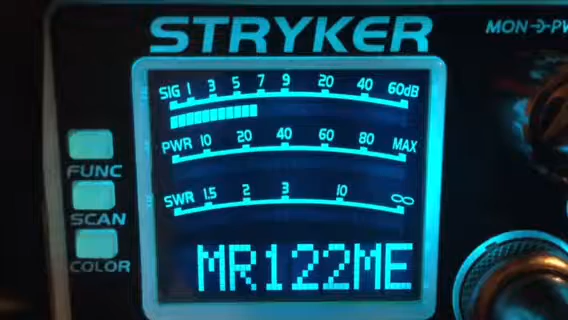 STRYKER
MON PW
SIG 1 3 5 7 9 20 40 60dB
PWR 10 20 40 60 80 MAX
SWR 1.5 2 3 10 ∞
FUNC
SCAN
COLOR
MR122ME